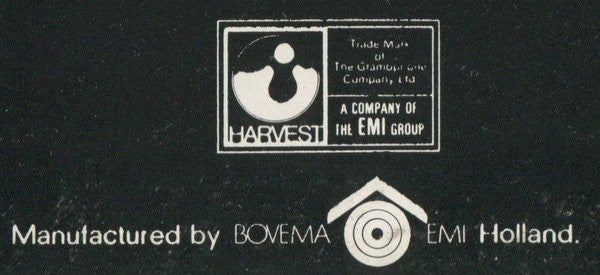 HARVEST
Trade Mark
of
The Gramophone
Company Ltd
A COMPANY OF
THE EMI GROUP
Manufactured by BOVEMA EMI Holland.